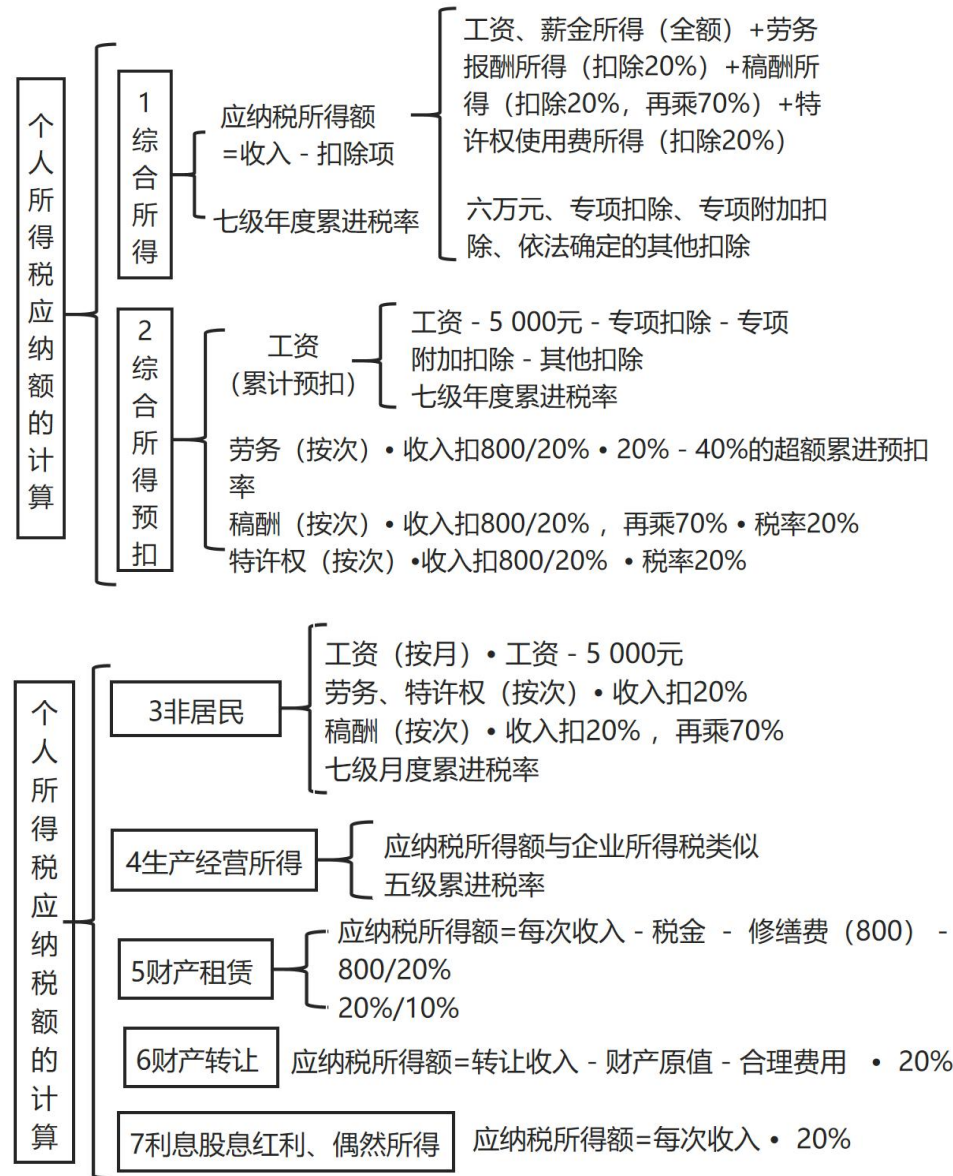 个人所得税应纳额的计算
1综合所得
应纳税所得额
=收入 - 扣除项
七级年度累进税率
工资、薪金所得（全额）+劳务
报酬所得（扣除20%）+稿酬所
得（扣除20%，再乘70%）+特
许权使用费所得（扣除20%）
六万元、专项扣除、专项附加扣
除、依法确定的其他扣除
2综合所得预扣
工资
（累计预扣）
工资 - 5 000元 - 专项扣除 - 专项
附加扣除 - 其他扣除
七级年度累进税率
劳务（按次）• 收入扣800/20% • 20% - 40%的超额累进预扣
率
稿酬（按次）• 收入扣800/20% ，再乘70% • 税率20%
特许权（按次）•收入扣800/20% • 税率20%
个人所得税应纳税额的计算
3非居民
工资（按月）• 工资 - 5 000元
劳务、特许权（按次）• 收入扣20%
稿酬（按次）• 收入扣20% ，再乘70%
七级月度累进税率
4生产经营所得
应纳税所得额与企业所得税类似
五级累进税率
5财产租赁
应纳税所得额=每次收入 - 税金 - 修缮费（800） -
800/20%
20%/10%
6财产转让
应纳税所得额=转让收入 - 财产原值 - 合理费用 • 20%
7利息股息红利、偶然所得
应纳税所得额=每次收入 • 20%